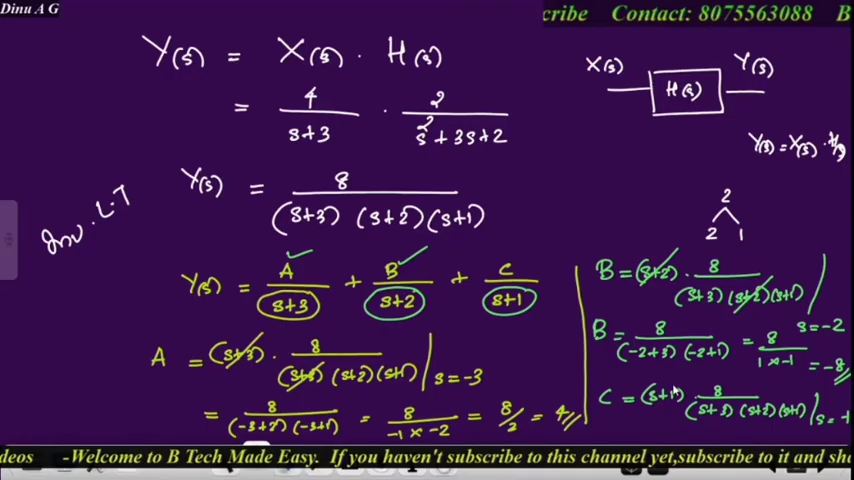 Dinu A G
cribe Contact: 8075563088 B
Y(s) = X(s) . H(s)
X(s) H(s) Y(s)
= 4/(s+3) . 2/(s²+3s+2)
Y(s) = X(s) . H(s)
Inv. L.T
Y(s) = 8/((s+3) (s+2)(s+1))
2
2 1
Y(s) = A/(s+3) + B/(s+2) + C/(s+1)
A = (s+3) . 8/((s+3) (s+2)(s+1)) | s=-3
= 8/((-3+2) (-3+1)) = 8/(-1 x -2) = 8/2 = 4//
B = (s+2) . 8/((s+3) (s+2)(s+1)) | s=-2
B = 8/((-2+3) (-2+1)) = 8/(1 x -1) = -8//
C = (s+1) 8/((s+3) (s+2) (s+1)) | s=-1
deos -Welcome to B Tech Made Easy. If you haven't subscribed to this channel yet,subscribe to it and sha